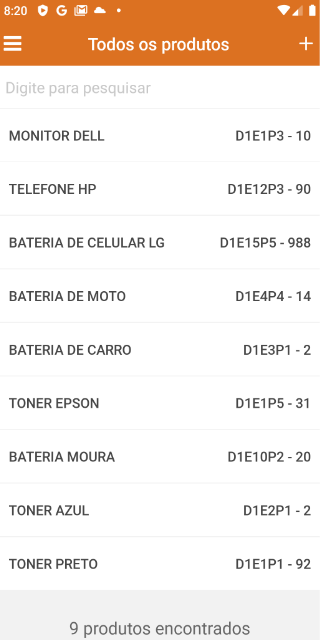 8:20
Todos os produtos
Digite para pesquisar
MONITOR DELL D1E1P3 - 10
TELEFONE HP D1E12P3 - 90
BATERIA DE CELULAR LG D1E15P5 - 988
BATERIA DE MOTO D1E4P4 - 14
BATERIA DE CARRO D1E3P1 - 2
TONER EPSON D1E1P5 - 31
BATERIA MOURA D1E10P2 - 20
TONER AZUL D1E2P1 - 2
TONER PRETO D1E1P1 - 92
9 produtos encontrados